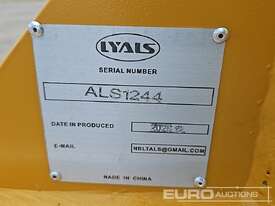 LYALS
SERIAL NUMBER
ALS1244
DATE IN PRODUCED
E-MAIL NBLTALS@GMAIL.COM
MADE IN CHINA
EURO AUCTIONS